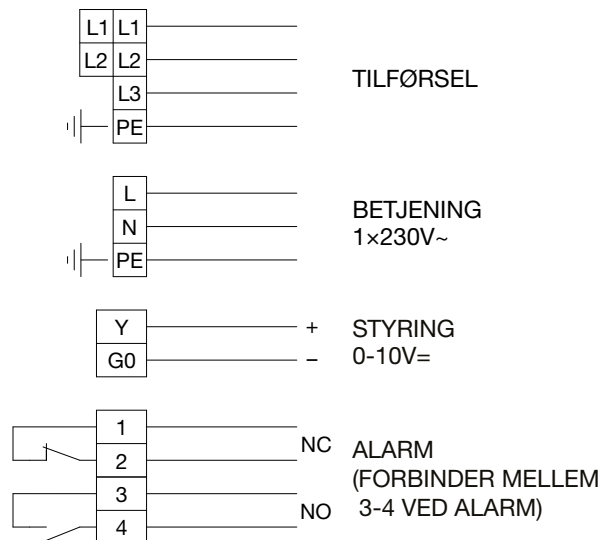 L1 L1
L2 L2
L3
PE
TILFØRSEL
L
N
PE
BETJENING
1×230V~
Y
G0
+
–
STYRING
0-10V=
1
2
3
4
NC
NO
ALARM
(FORBINDER MELLEM
3-4 VED ALARM)